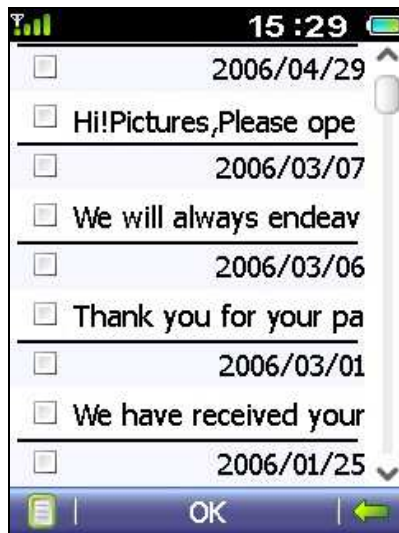 15:29
2006/04/29
Hi!Pictures,Please ope
2006/03/07
We will always endeav
2006/03/06
Thank you for your pa
2006/03/01
We have received your
2006/01/25
OK